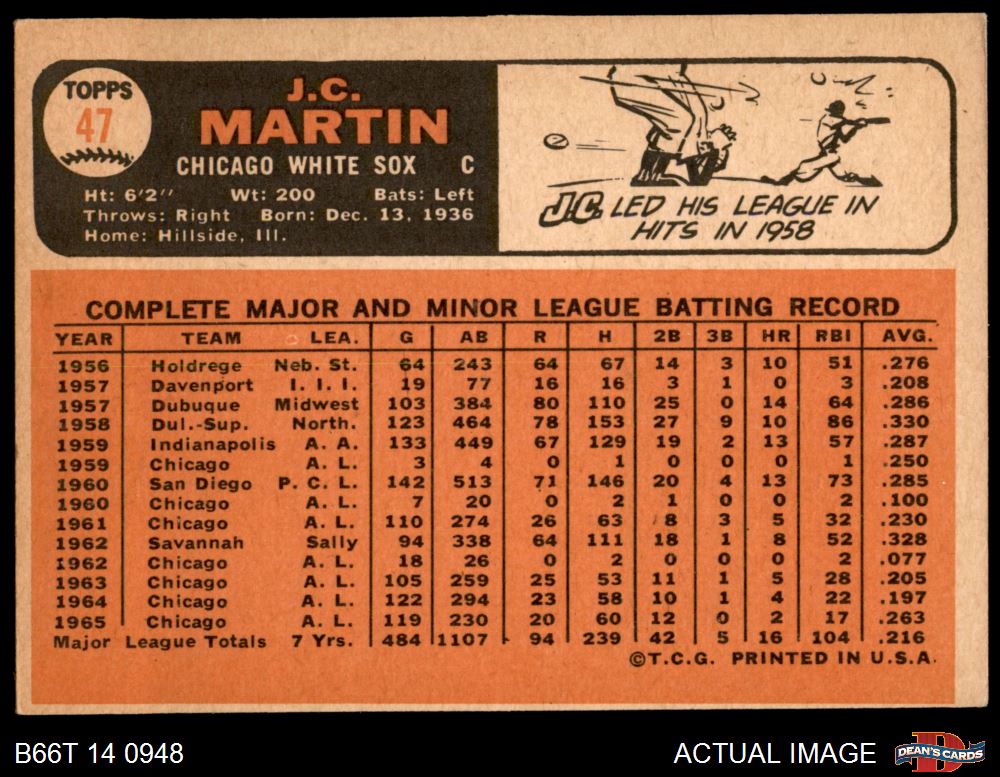 TOPPS
47
J.C.
MARTIN
CHICAGO WHITE SOX C
Ht: 6'2" Wt: 200 Bats: Left
Throws: Right Born: Dec. 13, 1936
Home: Hillside, Ill.
J.C. LED HIS LEAGUE IN
HITS IN 1958
COMPLETE MAJOR AND MINOR LEAGUE BATTING RECORD
YEAR TEAM LEA. G AB R H 2B 3B HR RBI AVG.
1956 Holdrege Neb. St. 64 243 64 67 14 3 10 51 .276
1957 Davenport I. I. I. 19 77 16 16 3 1 0 3 .208
1957 Dubuque Midwest 103 384 80 110 25 0 14 64 .286
1958 Dul.-Sup. North. 123 464 78 153 27 9 10 86 .330
1959 Indianapolis A. A. 133 449 67 129 19 2 13 57 .287
1959 Chicago A. L. 3 4 0 1 0 0 0 1 .250
1960 San Diego P. C. L. 142 513 71 146 20 4 13 73 .285
1960 Chicago A. L. 7 20 0 2 1 0 0 2 .100
1961 Chicago A. L. 110 274 26 63 8 3 5 32 .230
1962 Savannah Sally 94 338 64 111 18 1 8 52 .328
1962 Chicago A. L. 18 26 0 2 0 0 0 2 .077
1963 Chicago A. L. 105 259 25 53 11 1 5 28 .205
1964 Chicago A. L. 122 294 23 58 10 1 4 22 .197
1965 Chicago A. L. 119 230 20 60 12 0 2 17 .263
Major League Totals 7 Yrs. 484 1107 94 239 42 5 16 104 .216
©T.C.G. PRINTED IN U.S.A.
B66T 14 0948 ACTUAL IMAGE DEAN'S CARDS